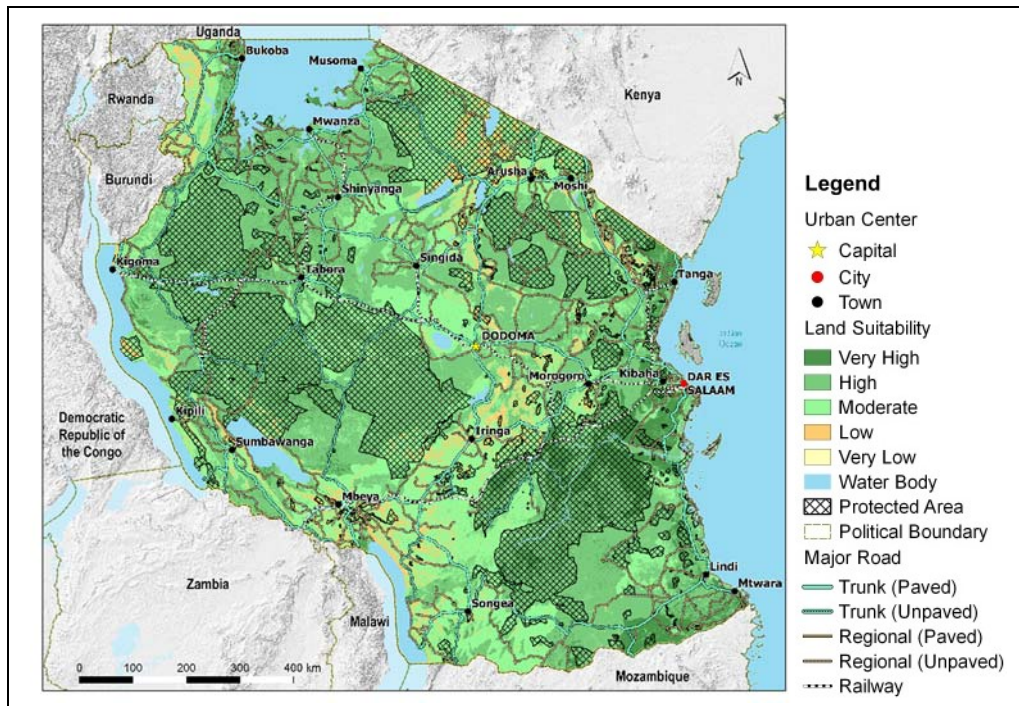 Uganda
Bukoba
Musoma
Rwanda
Kenya
Mwanza
Burundi
Arusha
Moshi
Shinyanga
Kigoma
Tabora
Singida
Tanga
DODOMA
Morogoro
Kibaha
DAR ES
SALAAM
Democratic
Republic of
the Congo
Kipili
Sumbawanga
Iringa
Mbeya
Lindi
Mtwara
Zambia
Songea
Malawi
Mozambique
N
0 100 200 300 400 km
Legend
Urban Center
Capital
City
Town
Land Suitability
Very High
High
Moderate
Low
Very Low
Water Body
Protected Area
Political Boundary
Major Road
Trunk (Paved)
Trunk (Unpaved)
Regional (Paved)
Regional (Unpaved)
Railway